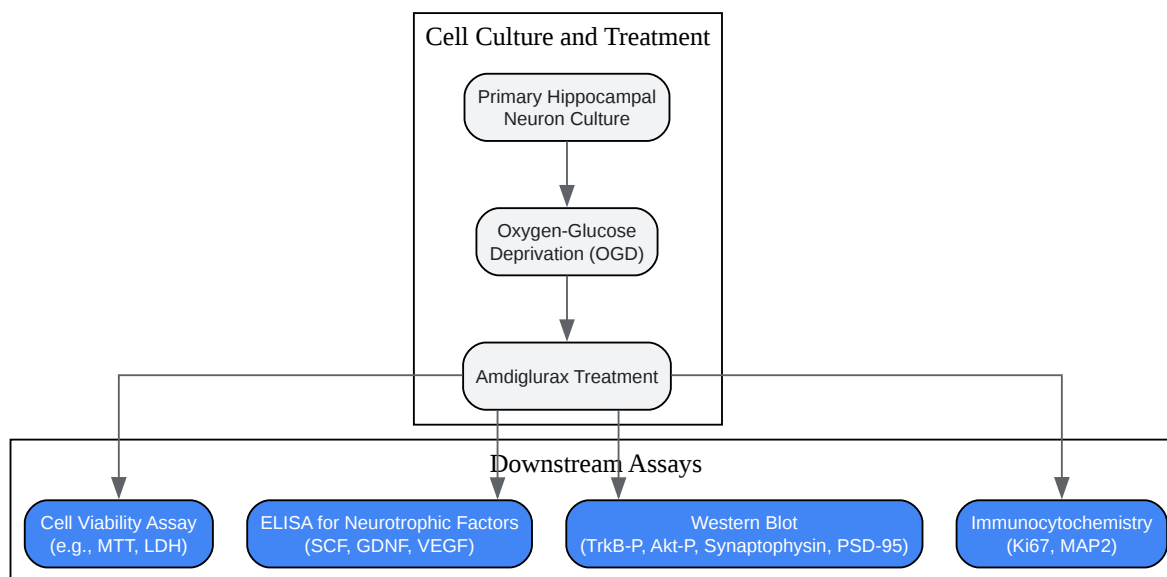 Cell Culture and Treatment
Primary Hippocampal
Neuron Culture
Oxygen-Glucose
Deprivation (OGD)
Amdiglurax Treatment
Downstream Assays
Cell Viability Assay
(e.g., MTT, LDH)
ELISA for Neurotrophic Factors
(SCF, GDNF, VEGF)
Western Blot
(TrkB-P, Akt-P, Synaptophysin, PSD-95)
Immunocytochemistry
(Ki67, MAP2)